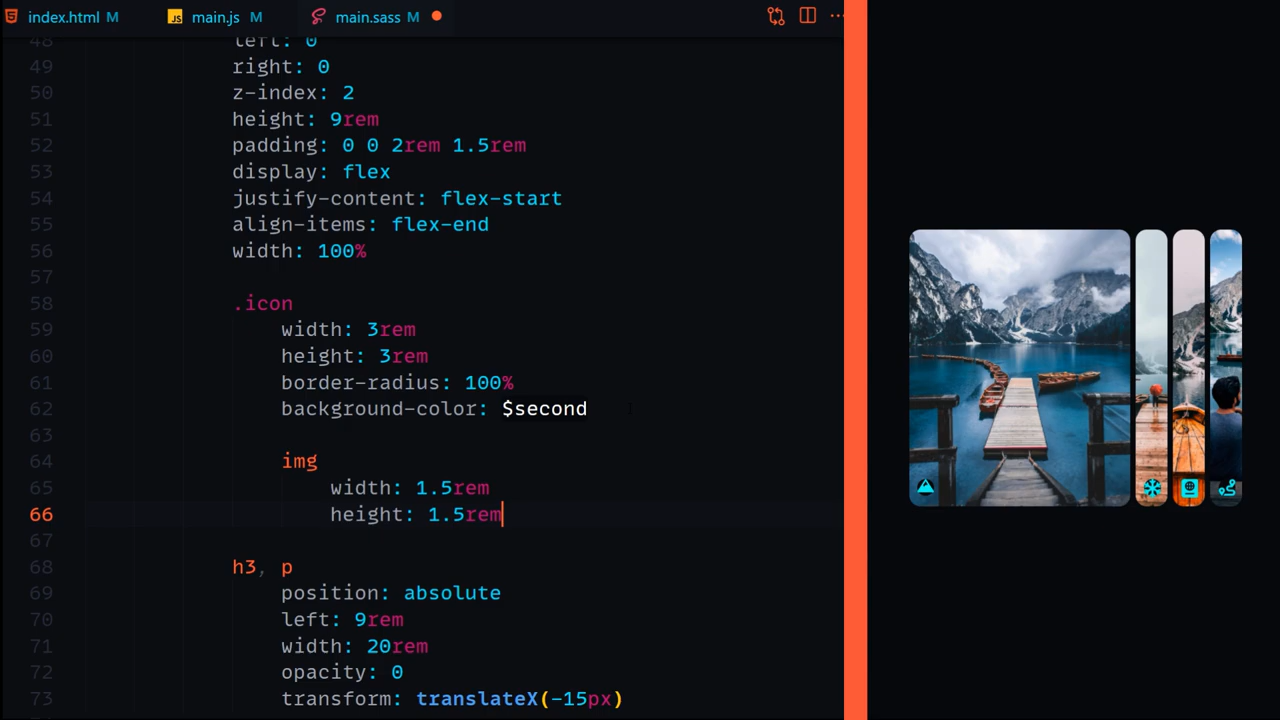 index.html M
JS main.js M
main.sass M
48 left: 0
49 right: 0
50 z-index: 2
51 height: 9rem
52 padding: 0 0 2rem 1.5rem
53 display: flex
54 justify-content: flex-start
55 align-items: flex-end
56 width: 100%
57
58 .icon
59 width: 3rem
60 height: 3rem
61 border-radius: 100%
62 background-color: $second
63
64 img
65 width: 1.5rem
66 height: 1.5rem
67
68 h3, p
69 position: absolute
70 left: 9rem
71 width: 20rem
72 opacity: 0
73 transform: translateX(-15px)